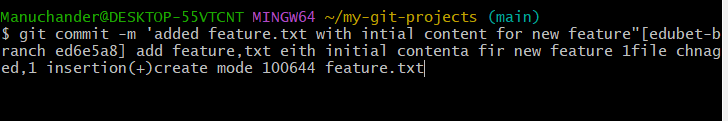 Manuchander@DESKTOP-55VTCNT MINGW64 ~/my-git-projects (main)
$ git commit -m 'added feature.txt with intial content for new feature"[edubet-b
ranch ed6e5a8] add feature,txt eith initial contenta fir new feature 1file chnag
ed,1 insertion(+)create mode 100644 feature.txt